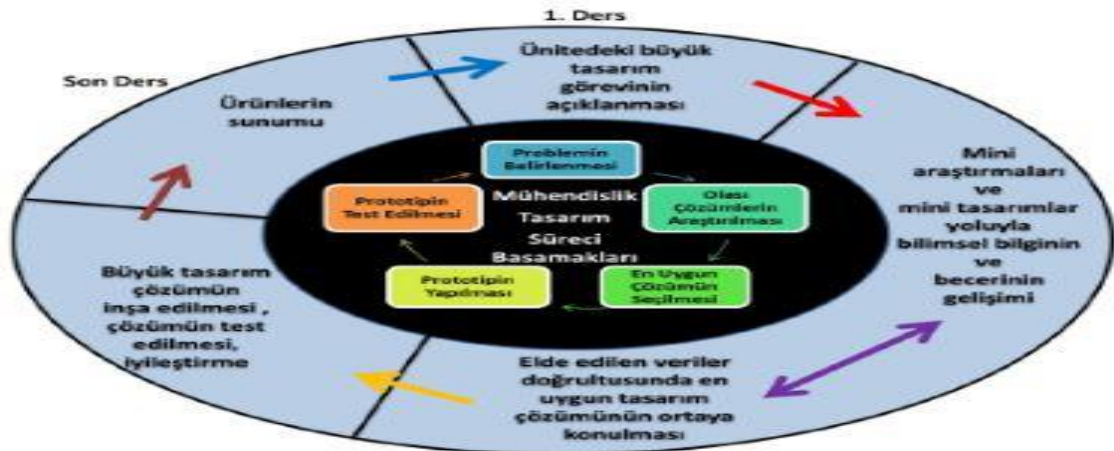 1. Ders
Ünitedeki büyük
tasarım
görevinin
açıklanması
Mini
araştırmaları
ve
mini tasarımlar
yoluyla
bilimsel bilginin
ve
becerinin
gelişimi
Elde edilen veriler
doğrultusunda en
uygun tasarım
çözümünün ortaya
konulması
Büyük tasarım
çözümün
inşa edilmesi ,
çözümün test
edilmesi,
iyileştirme
Son Ders
Ürünlerin
sunumu
Mühendislik
Tasarım
Süreci
Basamakları
Problemin
Belirlenmesi
Olası
Çözümlerin
Araştırılması
En Uygun
Çözümün
Seçilmesi
Prototipin
Yapılması
Prototipin
Test Edilmesi